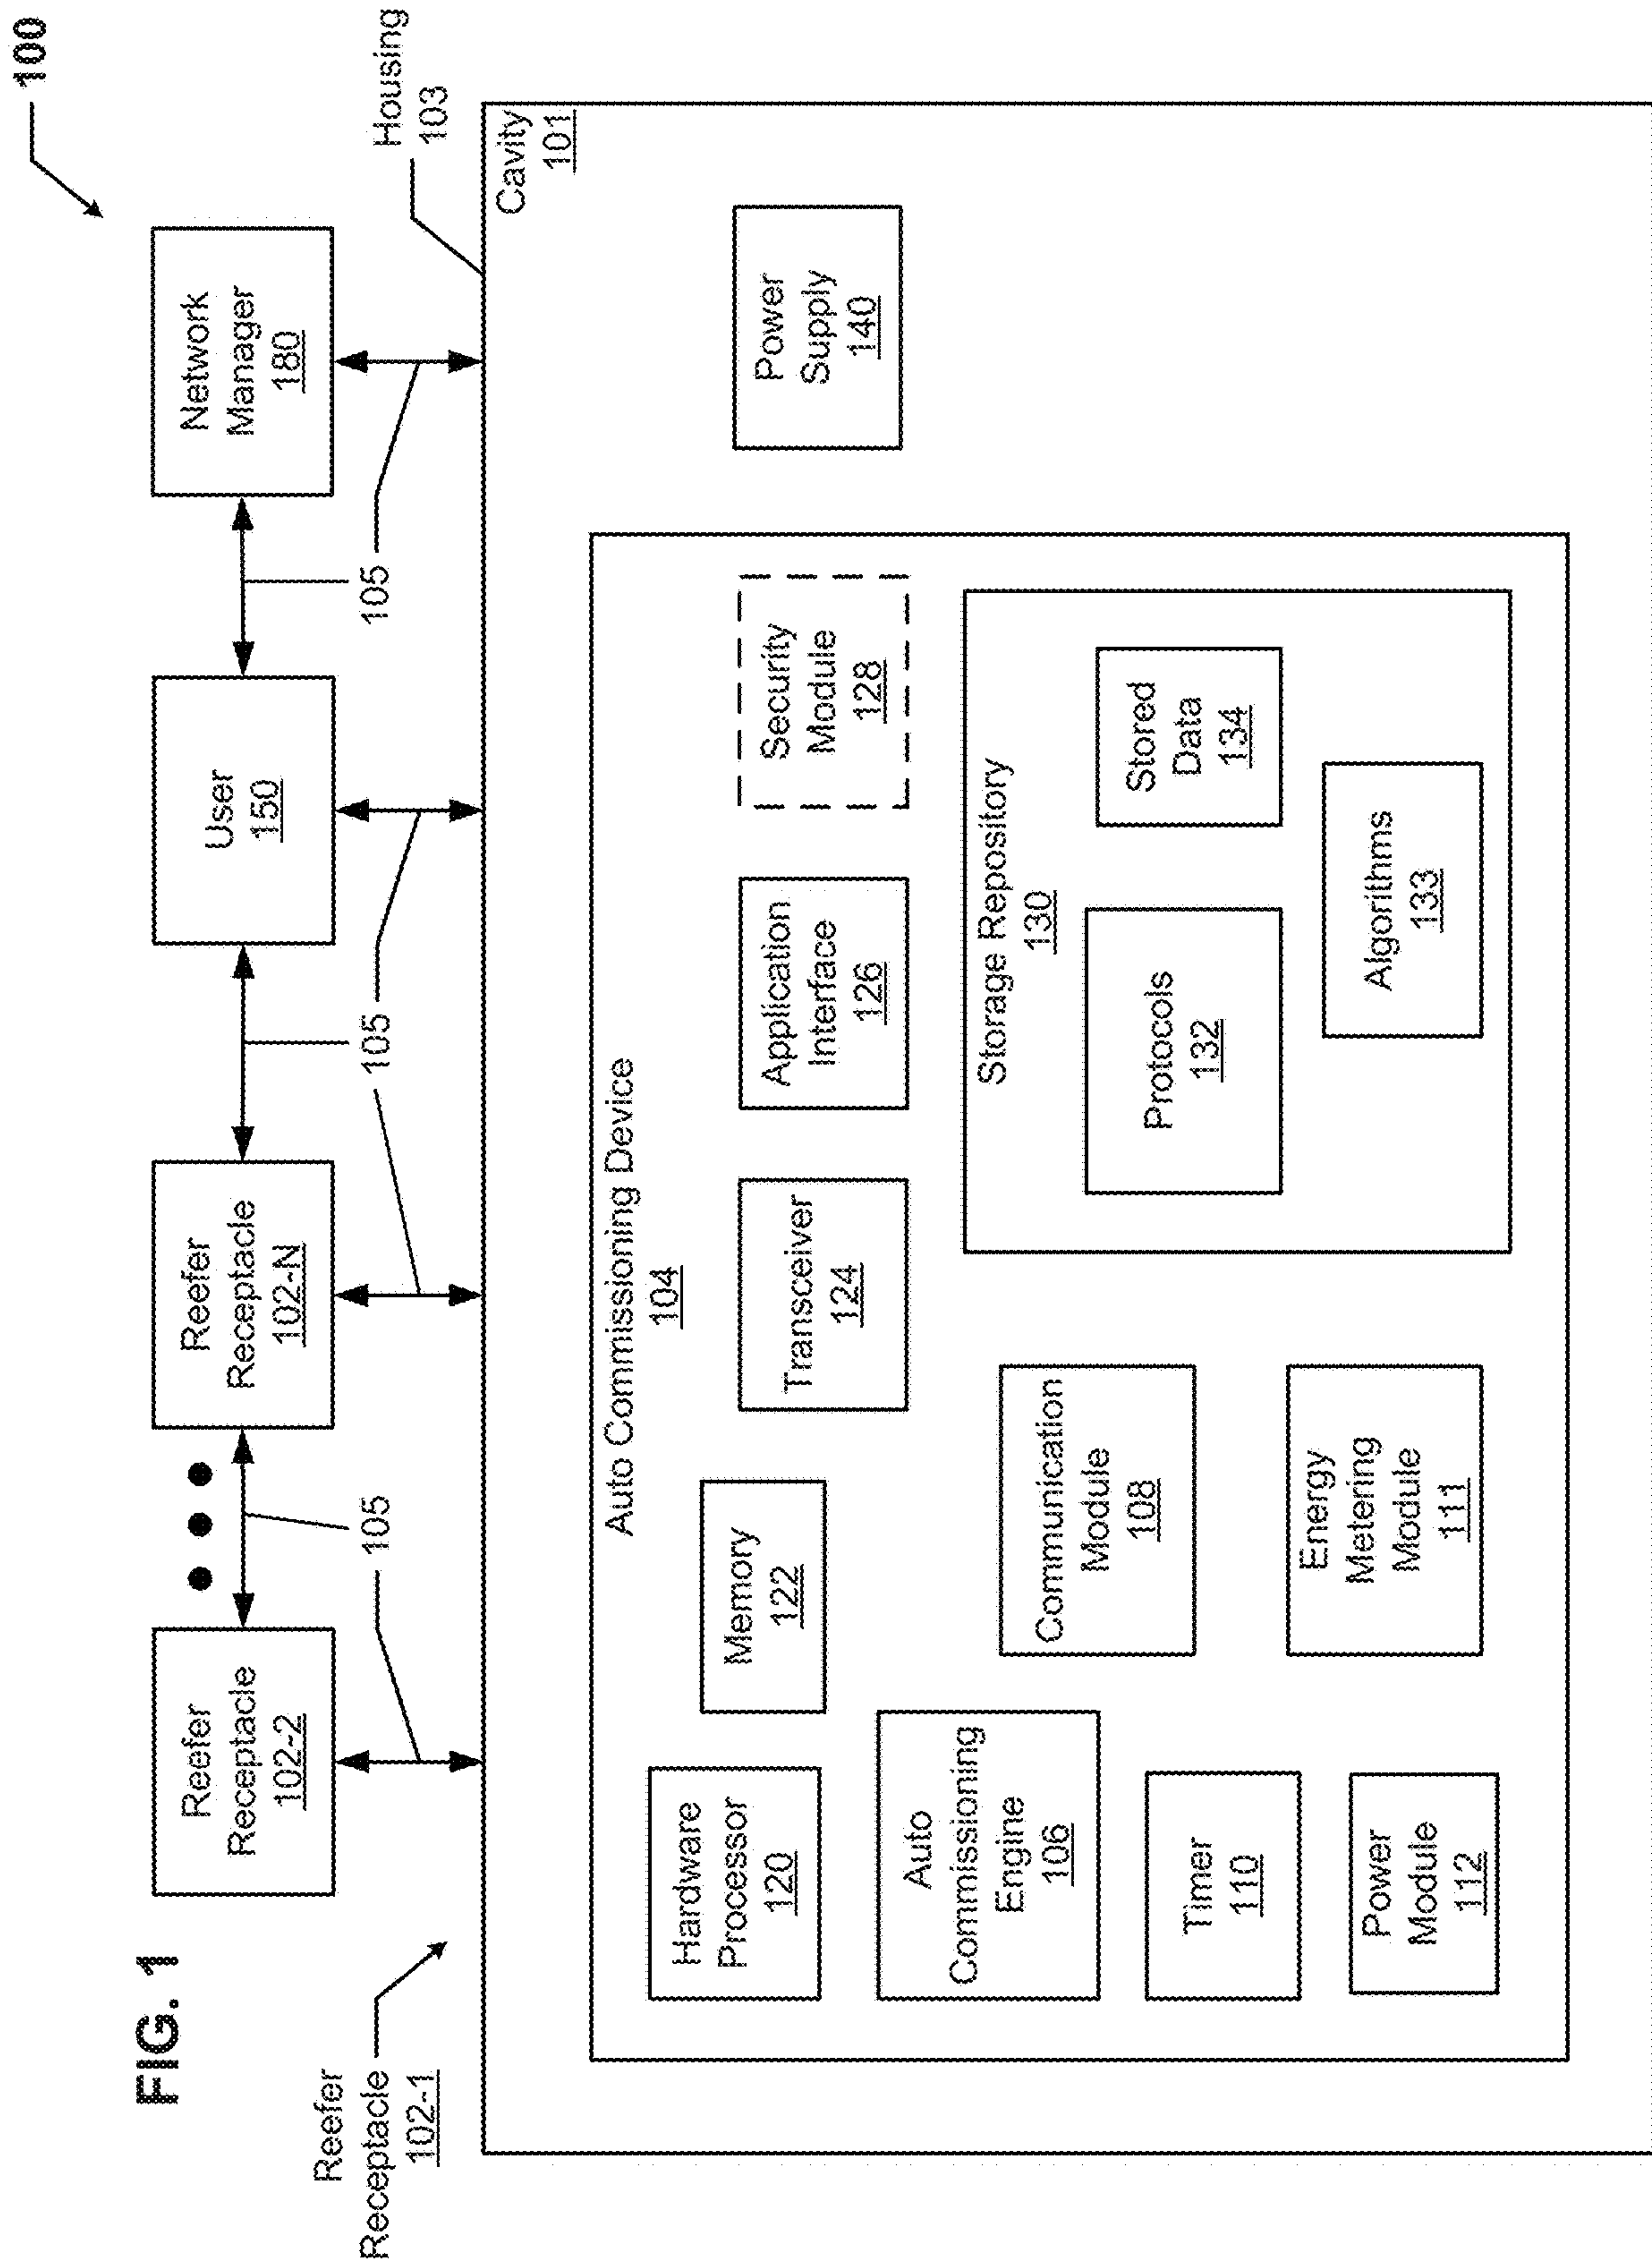 FIG. 1
100
Reefer
Receptacle
102-2
Reefer
Receptacle
102-N
User
150
Network
Manager
180
105
105
105
Reefer
Receptacle
102-1
Housing
103
Cavity
101
Auto Commissioning Device
104
Hardware
Processor
120
Memory
122
Transceiver
124
Application
Interface
126
Security
Module
128
Power
Supply
140
Auto
Commissioning
Engine
106
Communication
Module
108
Storage Repository
130
Protocols
132
Stored
Data
134
Algorithms
133
Timer
110
Energy
Metering
Module
111
Power
Module
112